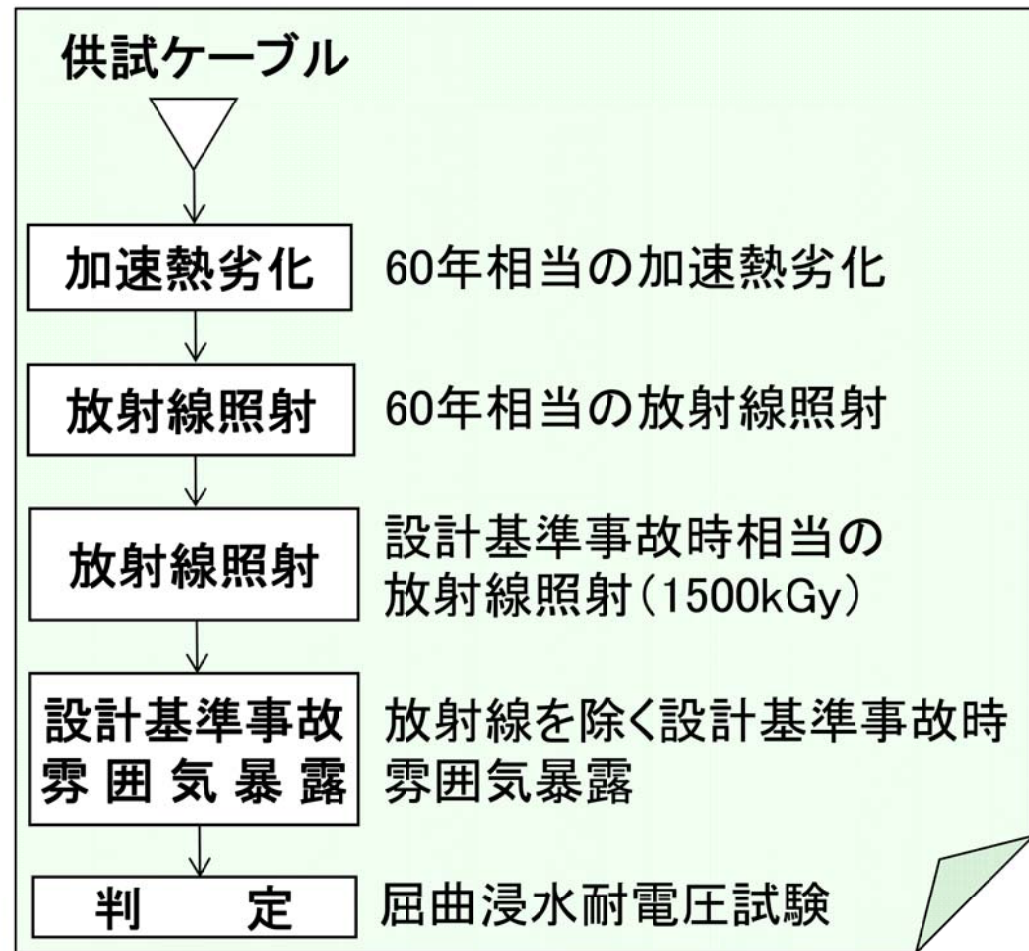 供試ケーブル
加速熱劣化 60年相当の加速熱劣化
放射線照射 60年相当の放射線照射
放射線照射
設計基準事故時相当の
放射線照射(1500kGy)
設計基準事故
雰囲気暴露
放射線を除く設計基準事故時
雰囲気暴露
判定 屈曲浸水耐電圧試験